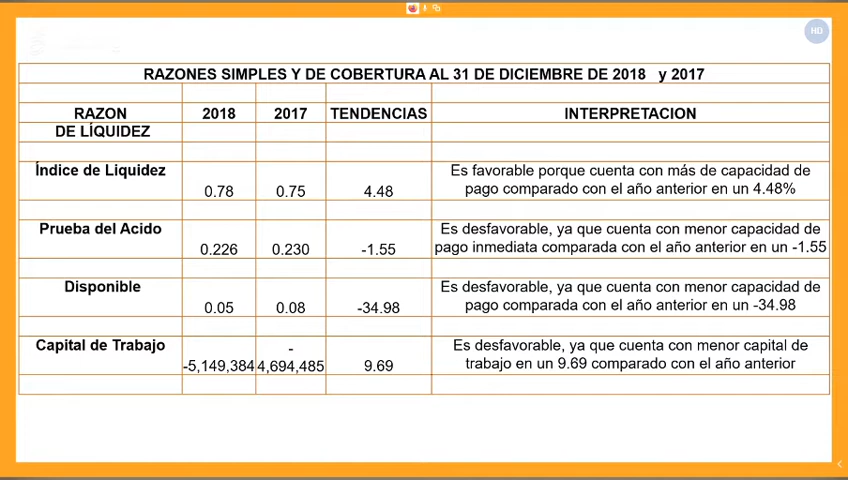 HD
RAZONES SIMPLES Y DE COBERTURA AL 31 DE DICIEMBRE DE 2018 y 2017
RAZON 2018 2017 TENDENCIAS INTERPRETACION
DE LÍQUIDEZ
Índice de Liquidez 0.78 0.75 4.48 Es favorable porque cuenta con más de capacidad de
pago comparado con el año anterior en un 4.48%
Prueba del Acido 0.226 0.230 -1.55 Es desfavorable, ya que cuenta con menor capacidad de
pago inmediata comparada con el año anterior en un -1.55
Disponible 0.05 0.08 -34.98 Es desfavorable, ya que cuenta con menor capacidad de
pago comparada con el año anterior en un -34.98
Capital de Trabajo -5,149,384 -
4,694,485 9.69 Es desfavorable, ya que cuenta con menor capital de
trabajo en un 9.69 comparado con el año anterior